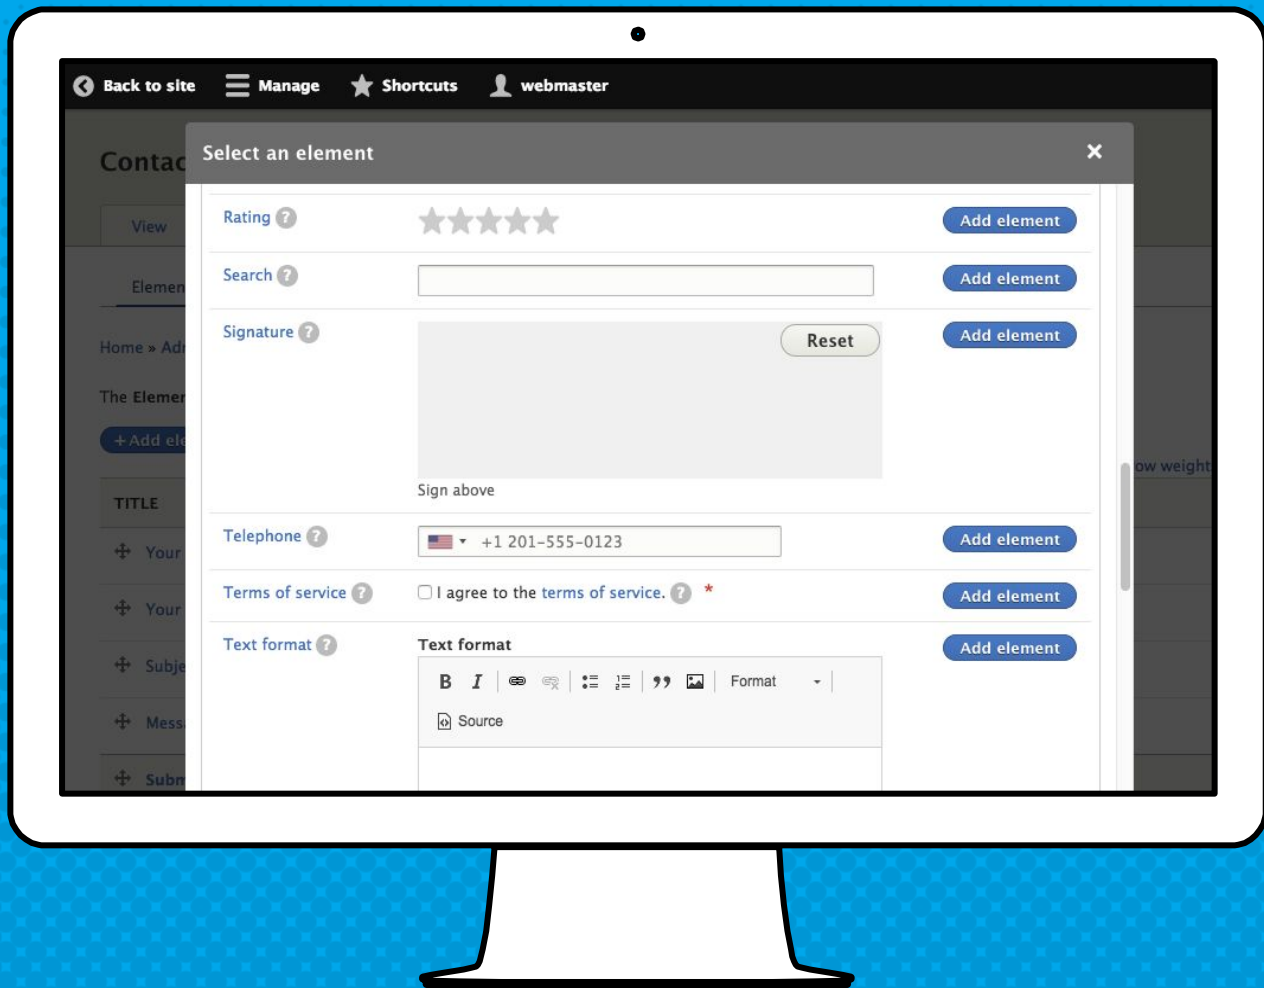 Back to site Manage Shortcuts webmaster
Contac
Select an element
View
Elemen
Home » Adr
The Elemer
+Add ele
ow weight
TITLE
Your
Your
Subje
Mess
Subm
Rating ? Add element
Search ? Add element
Signature ? Reset Add element
Sign above
Telephone ? +1 201-555-0123 Add element
Terms of service ? I agree to the terms of service. ? * Add element
Text format ? Text format Add element
B I Format
Source